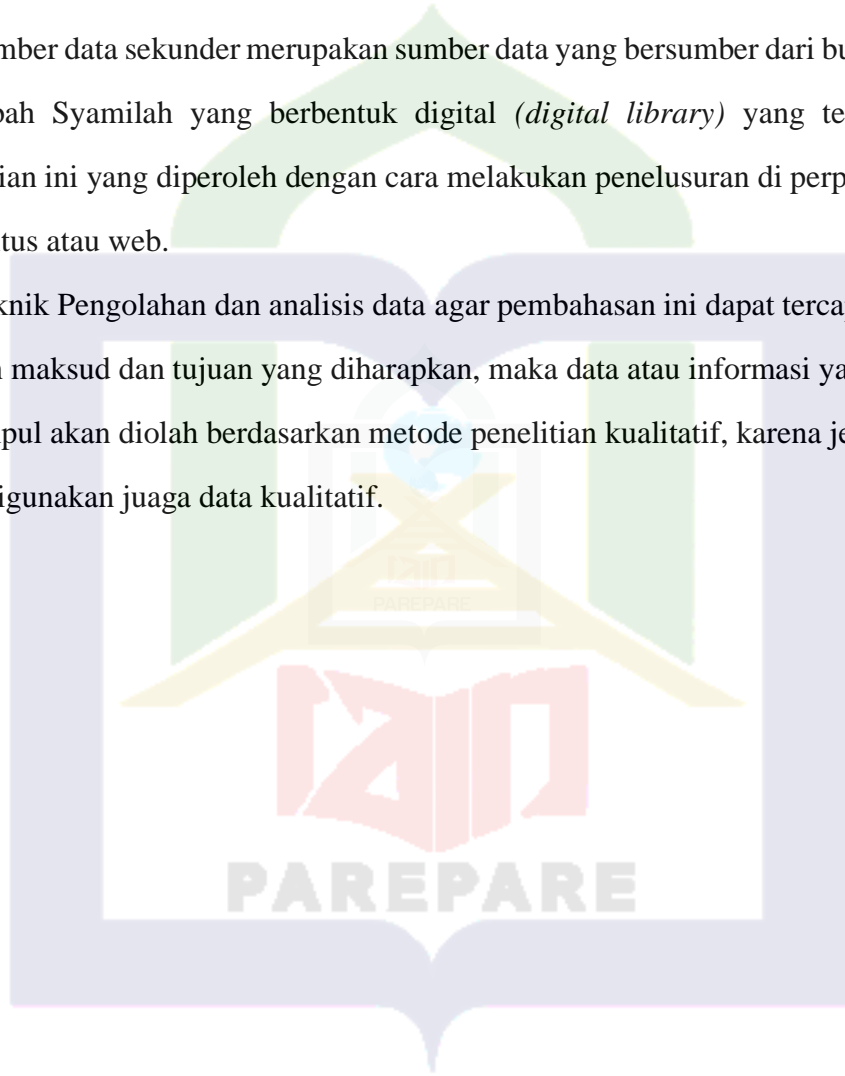 mber data sekunder merupakan sumber data yang bersumber dari bu
bah Syamilah yang berbentuk digital (digital library) yang te
ian ini yang diperoleh dengan cara melakukan penelusuran di perp
tus atau web.
knik Pengolahan dan analisis data agar pembahasan ini dapat terca
n maksud dan tujuan yang diharapkan, maka data atau informasi ya
pul akan diolah berdasarkan metode penelitian kualitatif, karena je
igunakan juaga data kualitatif.
IAIN
PAREPARE
IAIN
PAREPARE